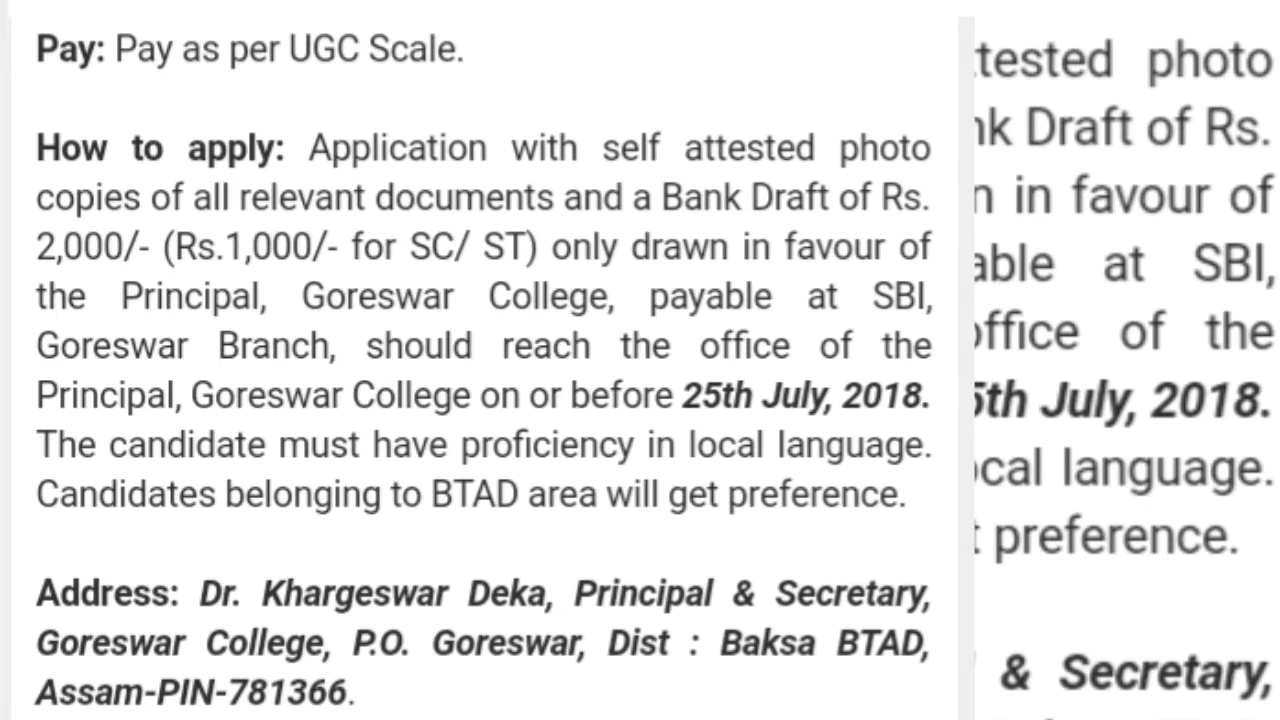 Pay: Pay as per UGC Scale.
How to apply: Application with self attested photo
copies of all relevant documents and a Bank Draft of Rs.
2,000/- (Rs.1,000/- for SC/ ST) only drawn in favour of
the Principal, Goreswar College, payable at SBI,
Goreswar Branch, should reach the office of the
Principal, Goreswar College on or before 25th July, 2018.
The candidate must have proficiency in local language.
Candidates belonging to BTAD area will get preference.
Address: Dr. Khargeswar Deka, Principal & Secretary,
Goreswar College, P.O. Goreswar, Dist : Baksa BTAD,
Assam-PIN-781366.
ttested photo
nk Draft of Rs.
n in favour of
able at SBI,
office of the
5th July, 2018.
ocal language.
t preference.
& Secretary,